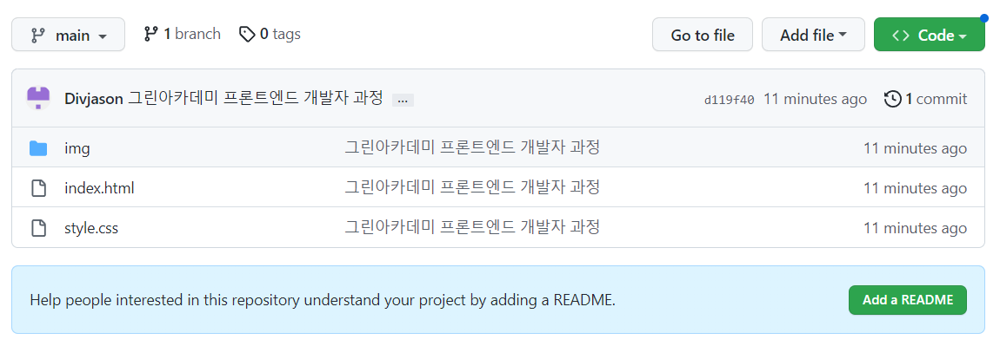 main 1 branch 0 tags Go to file Add file Code
Divjason 그린아카데미 프론트엔드 개발자 과정 ... d119f40 11 minutes ago 1 commit
img 그린아카데미 프론트엔드 개발자 과정 11 minutes ago
index.html 그린아카데미 프론트엔드 개발자 과정 11 minutes ago
style.css 그린아카데미 프론트엔드 개발자 과정 11 minutes ago
Help people interested in this repository understand your project by adding a README. Add a README